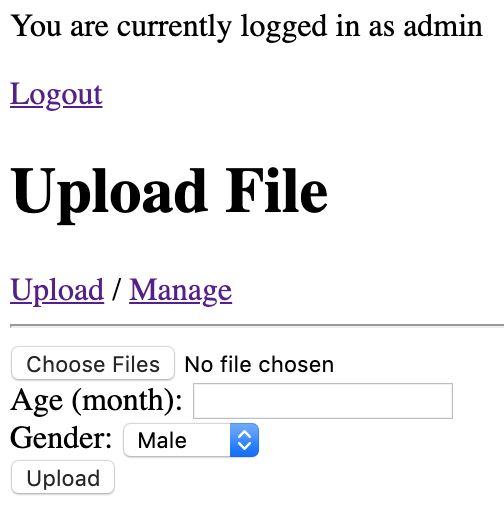 You are currently logged in as admin
Logout
Upload File
Upload / Manage
Choose Files No file chosen
Age (month):
Gender: Male
Upload